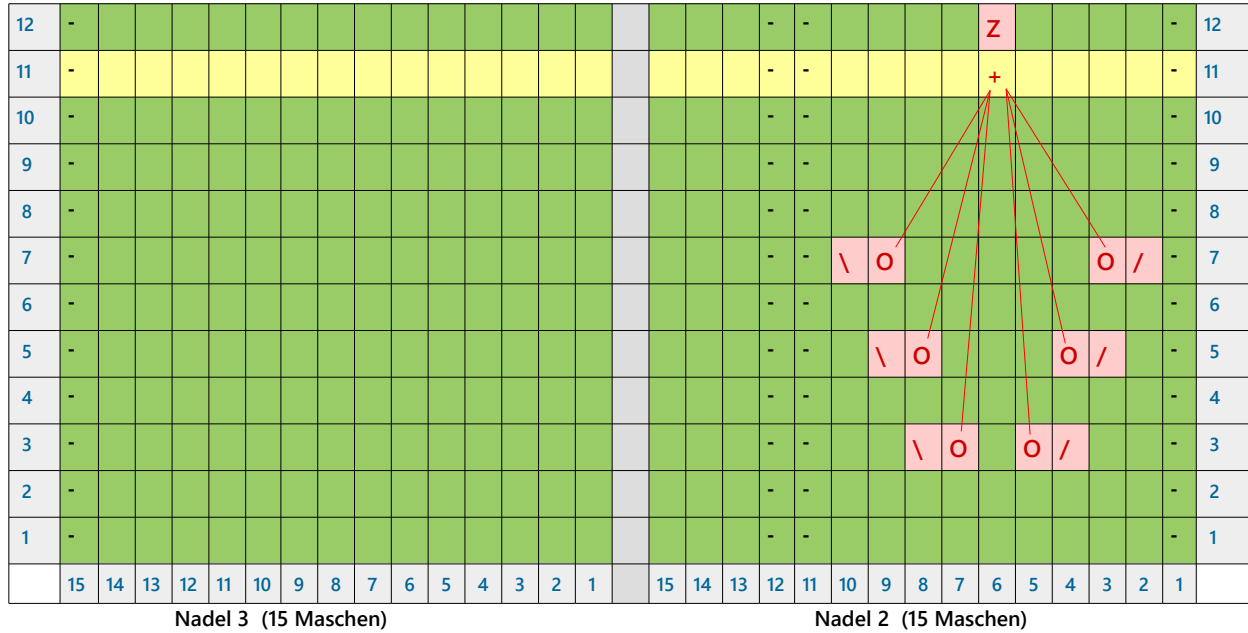 12 - - - Z - 12
11 - - - + - 11
10 - - - - 10
9 - - - - 9
8 - - - - 8
7 - - - \ O O / - 7
6 - - - - 6
5 - - - \ O O / - 5
4 - - - - 4
3 - - - \ O O / - 3
2 - - - - 2
1 - - - - 1
15 14 13 12 11 10 9 8 7 6 5 4 3 2 1 15 14 13 12 11 10 9 8 7 6 5 4 3 2 1
Nadel 3 (15 Maschen) Nadel 2 (15 Maschen)